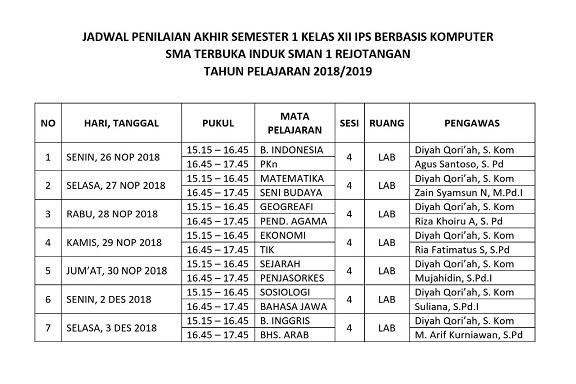 JADWAL PENILAIAN AKHIR SEMESTER 1 KELAS XII IPS BERBASIS KOMPUTER
SMA TERBUKA INDUK SMAN 1 REJOTANGAN
TAHUN PELAJARAN 2018/2019
NO HARI, TANGGAL PUKUL MATA PELAJARAN SESI RUANG PENGAWAS
1 SENIN, 26 NOP 2018 15.15 – 16.45 B. INDONESIA 4 LAB Diyah Qori’ah, S. Kom
16.45 – 17.45 PKn Agus Santoso, S. Pd
2 SELASA, 27 NOP 2018 15.15 – 16.45 MATEMATIKA 4 LAB Diyah Qori’ah, S. Kom
16.45 – 17.45 SENI BUDAYA Zain Syamsun N, M.Pd.I
3 RABU, 28 NOP 2018 15.15 – 16.45 GEOGREAFI 4 LAB Diyah Qori’ah, S. Kom
16.45 – 17.45 PEND. AGAMA Riza Khoiru A, S. Pd
4 KAMIS, 29 NOP 2018 15.15 – 16.45 EKONOMI 4 LAB Diyah Qori’ah, S. Kom
16.45 – 17.45 TIK Ria Fatimatus S, S.Pd
5 JUM’AT, 30 NOP 2018 15.15 – 16.45 SEJARAH 4 LAB Diyah Qori’ah, S. Kom
16.45 – 17.45 PENJASORKES Mujahidin, S.Pd.I
6 SENIN, 2 DES 2018 15.15 – 16.45 SOSIOLOGI 4 LAB Diyah Qori’ah, S. Kom
16.45 – 17.45 BAHASA JAWA Suliana, S.Pd.I
7 SELASA, 3 DES 2018 15.15 – 16.45 B. INGGRIS 4 LAB Diyah Qori’ah, S. Kom
16.45 – 17.45 BHS. ARAB M. Arif Kurniawan, S.Pd